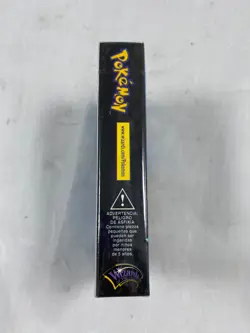 POKéMON
www.wizards.com/Pokemon
ADVERTENCIA:
PELIGRO
DE ASFIXIA
Contiene piezas
pequeñas que
pueden ser
ingeridas
por niños
menores
de 3 años.
Wizards